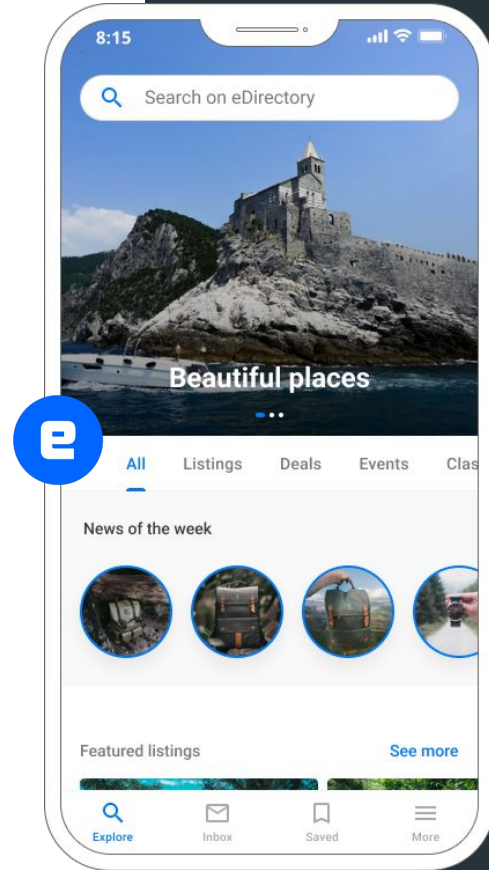 8:15
Search on eDirectory
Beautiful places
e
All Listings Deals Events Clas
News of the week
Featured listings See more
Explore Inbox Saved More